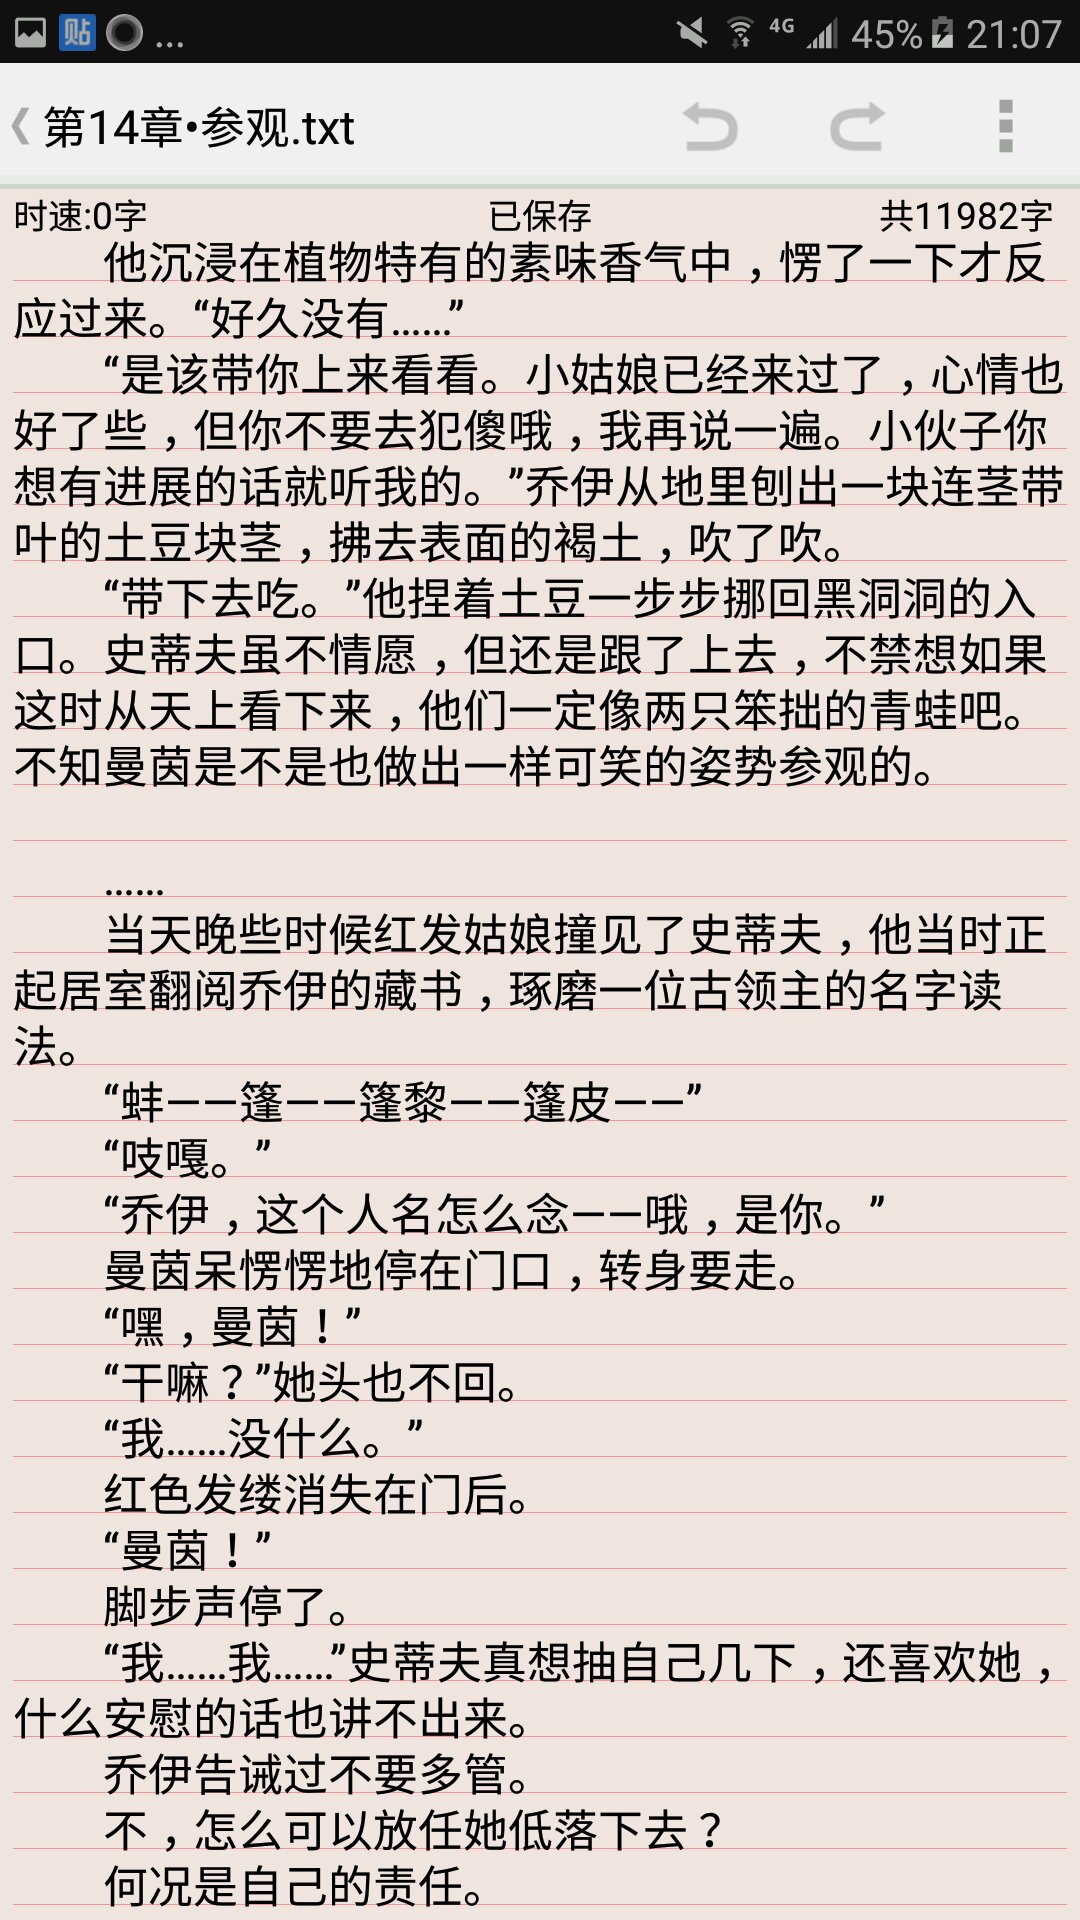 贴 ... 4G 45% 21:07
第14章•参观.txt
时速:0字 已保存 共11982字
他沉浸在植物特有的素味香气中，愣了一下才反
应过来。“好久没有……”
“是该带你上来看看。小姑娘已经来过了，心情也
好了些，但你不要去犯傻哦，我再说一遍。小伙子你
想有进展的话就听我的。”乔伊从地里刨出一块连茎带
叶的土豆块茎，拂去表面的褐土，吹了吹。
“带下去吃。”他捏着土豆一步步挪回黑洞洞的入
口。史蒂夫虽不情愿，但还是跟了上去，不禁想如果
这时从天上看下来，他们一定像两只笨拙的青蛙吧。
不知曼茵是不是也做出一样可笑的姿势参观的。
……
当天晚些时候红发姑娘撞见了史蒂夫，他当时正
起居室翻阅乔伊的藏书，琢磨一位古领主的名字读
法。
“蚌——篷——篷黎——篷皮——”
“吱嘎。”
“乔伊，这个人名怎么念——哦，是你。”
曼茵呆愣愣地停在门口，转身要走。
“嘿，曼茵！”
“干嘛？”她头也不回。
“我……没什么。”
红色发缕消失在门后。
“曼茵！”
脚步声停了。
“我……我……”史蒂夫真想抽自己几下，还喜欢她，
什么安慰的话也讲不出来。
乔伊告诫过不要多管。
不，怎么可以放任她低落下去？
何况是自己的责任。